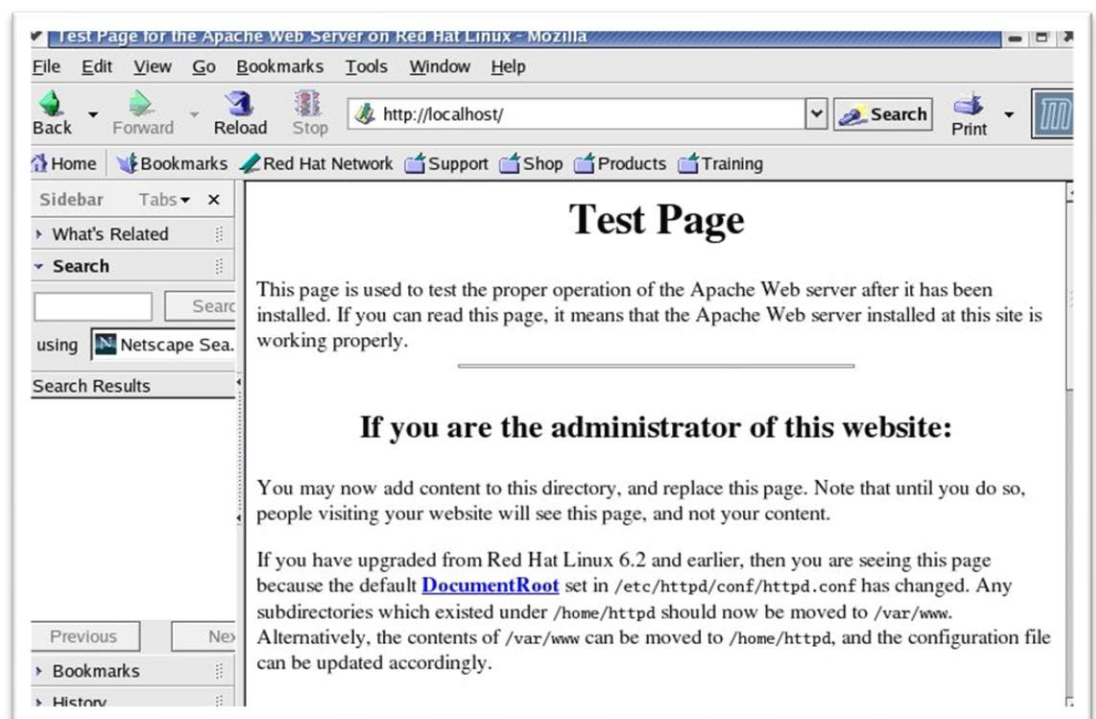 Test Page for the Apache Web Server on Red Hat Linux - Mozilla
File Edit View Go Bookmarks Tools Window Help
Back Forward Reload Stop http://localhost/ Search Print
Home Bookmarks Red Hat Network Support Shop Products Training
Sidebar Tabs
What's Related
Search
Searc
using Netscape Sea.
Search Results
Previous Nex
Bookmarks
History
Test Page
This page is used to test the proper operation of the Apache Web server after it has been
installed. If you can read this page, it means that the Apache Web server installed at this site is
working properly.
If you are the administrator of this website:
You may now add content to this directory, and replace this page. Note that until you do so,
people visiting your website will see this page, and not your content.
If you have upgraded from Red Hat Linux 6.2 and earlier, then you are seeing this page
because the default DocumentRoot set in /etc/httpd/conf/httpd.conf has changed. Any
subdirectories which existed under /home/httpd should now be moved to /var/www.
Alternatively, the contents of /var/www can be moved to /home/httpd, and the configuration file
can be updated accordingly.